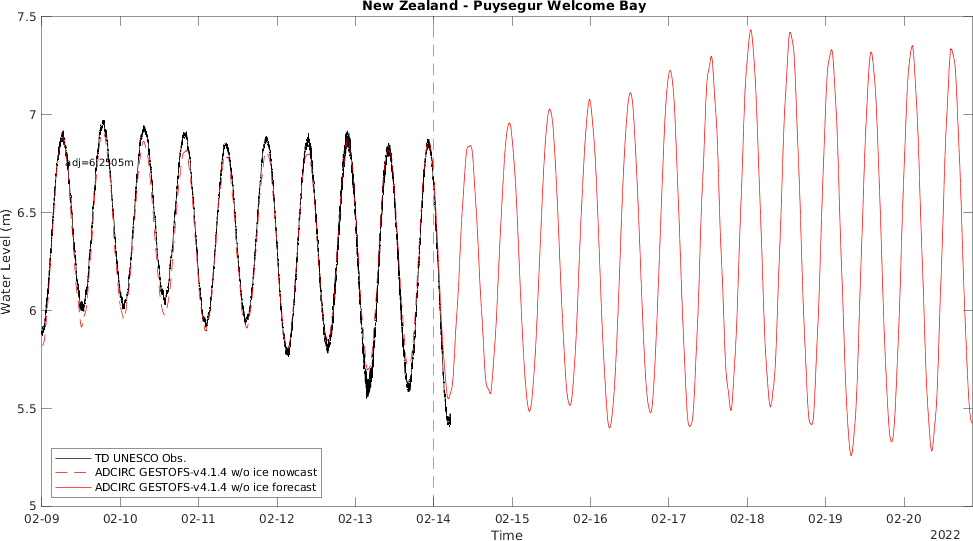 New Zealand - Puysegur Welcome Bay
7.5
7
6.5
6
5.5
5
Water Level (m)
adj=6.2505m
TD UNESCO Obs.
ADCIRC GESTOFS-v4.1.4 w/o ice nowcast
ADCIRC GESTOFS-v4.1.4 w/o ice forecast
02-09 02-10 02-11 02-12 02-13 02-14 02-15 02-16 02-17 02-18 02-19 02-20
Time
2022